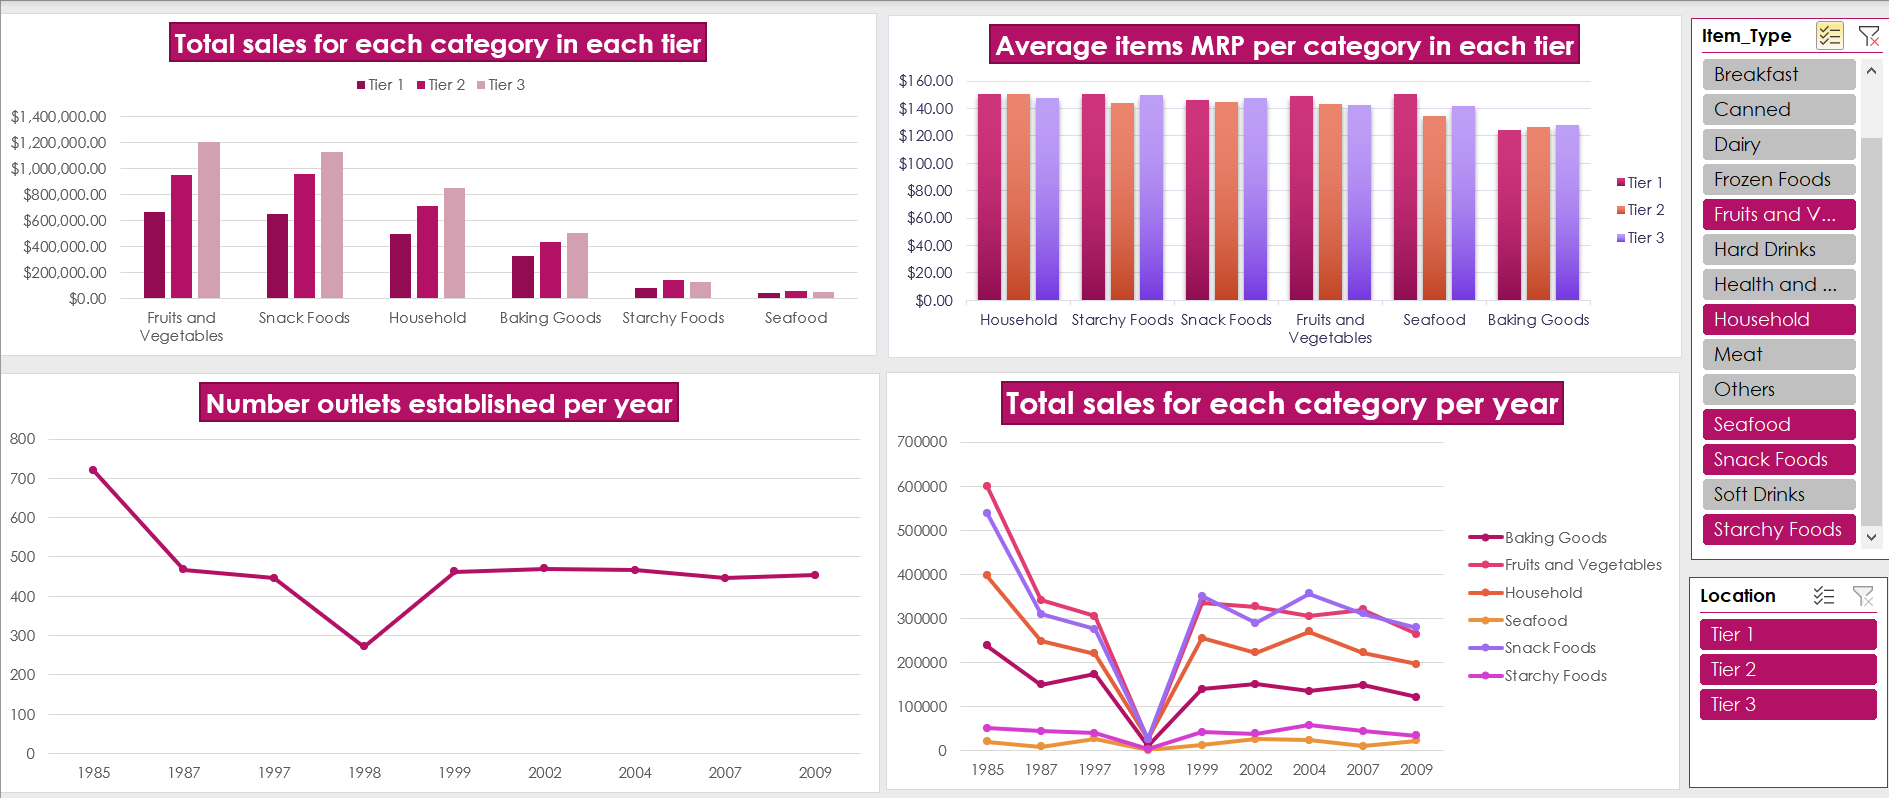 Total sales for each category in each tier
Tier 1 Tier 2 Tier 3
$1,400,000.00
$1,200,000.00
$1,000,000.00
$800,000.00
$600,000.00
$400,000.00
$200,000.00
$0.00
Fruits and Vegetables Snack Foods Household Baking Goods Starchy Foods Seafood
Average items MRP per category in each tier
$160.00
$140.00
$120.00
$100.00
$80.00
$60.00
$40.00
$20.00
$0.00
Household Starchy Foods Snack Foods Fruits and Vegetables Seafood Baking Goods
Tier 1
Tier 2
Tier 3
Number outlets established per year
800
700
600
500
400
300
200
100
0
1985 1987 1997 1998 1999 2002 2004 2007 2009
Total sales for each category per year
700000
600000
500000
400000
300000
200000
100000
0
1985 1987 1997 1998 1999 2002 2004 2007 2009
Baking Goods
Fruits and Vegetables
Household
Seafood
Snack Foods
Starchy Foods
Item_Type
Breakfast
Canned
Dairy
Frozen Foods
Fruits and V...
Hard Drinks
Health and ...
Household
Meat
Others
Seafood
Snack Foods
Soft Drinks
Starchy Foods
Location
Tier 1
Tier 2
Tier 3